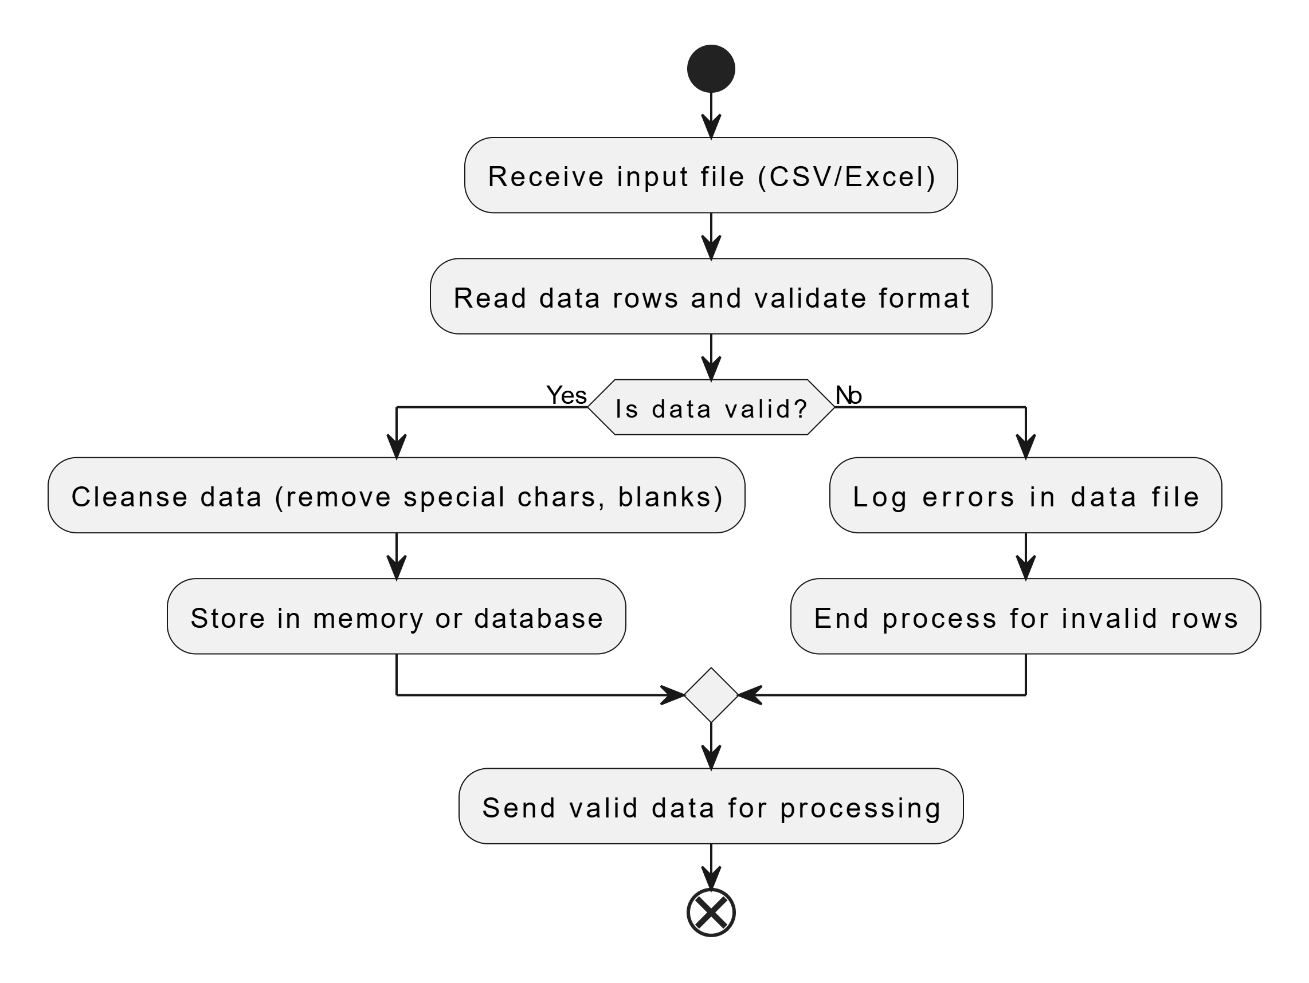 Receive input file (CSV/Excel)
Read data rows and validate format
Yes
Is data valid?
No
Cleanse data (remove special chars, blanks)
Log errors in data file
Store in memory or database
End process for invalid rows
Send valid data for processing